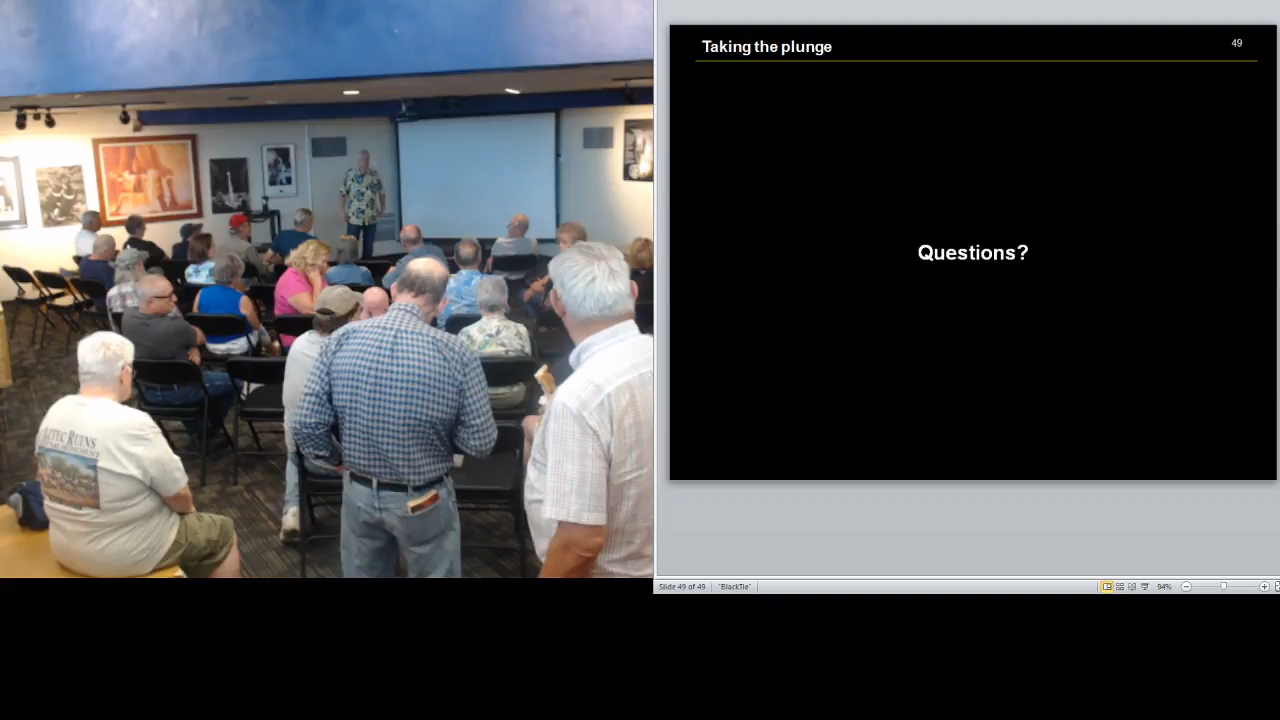 AZTEC RUINS
Taking the plunge
49
Questions?
Slide 49 of 49
"BlackTie"
94%